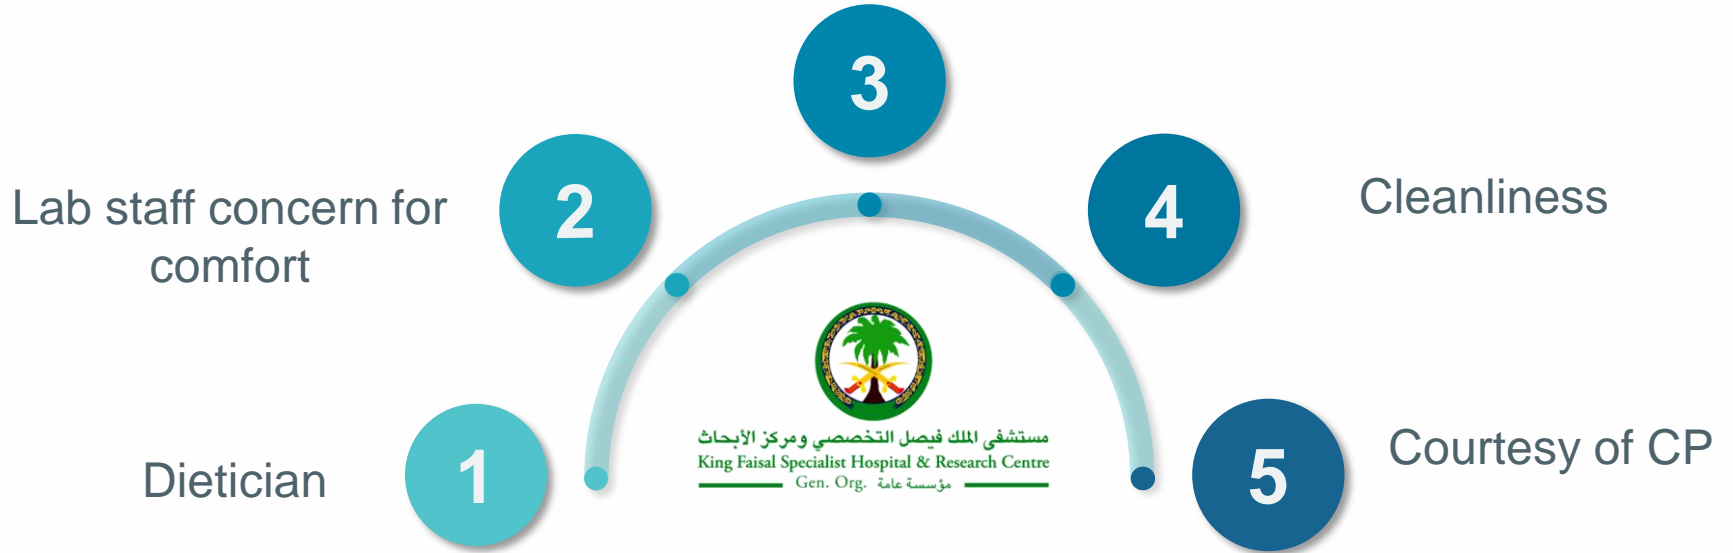 3
2
4
Lab staff concern for
comfort
Cleanliness
مستشفى الملك فيصل التخصصي ومركز الأبحاث
King Faisal Specialist Hospital & Research Centre
Gen. Org. مؤسسة عامة
Dietician
1
5
Courtesy of CP